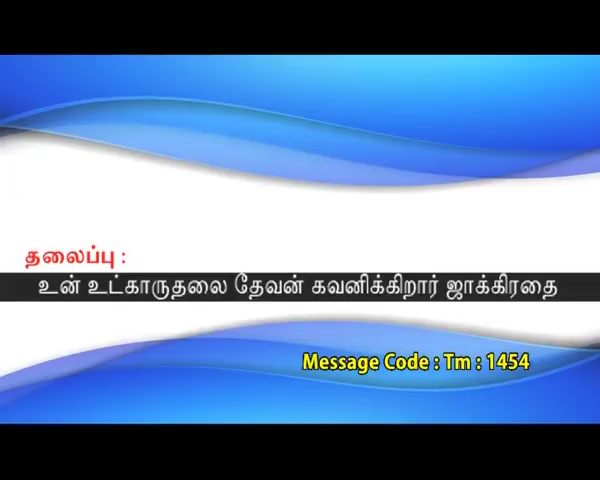 தலைப்பு :
உன் உட்காருதலை தேவன் கவனிக்கிறார் ஜாக்கிரதை
Message Code : Tm : 1454